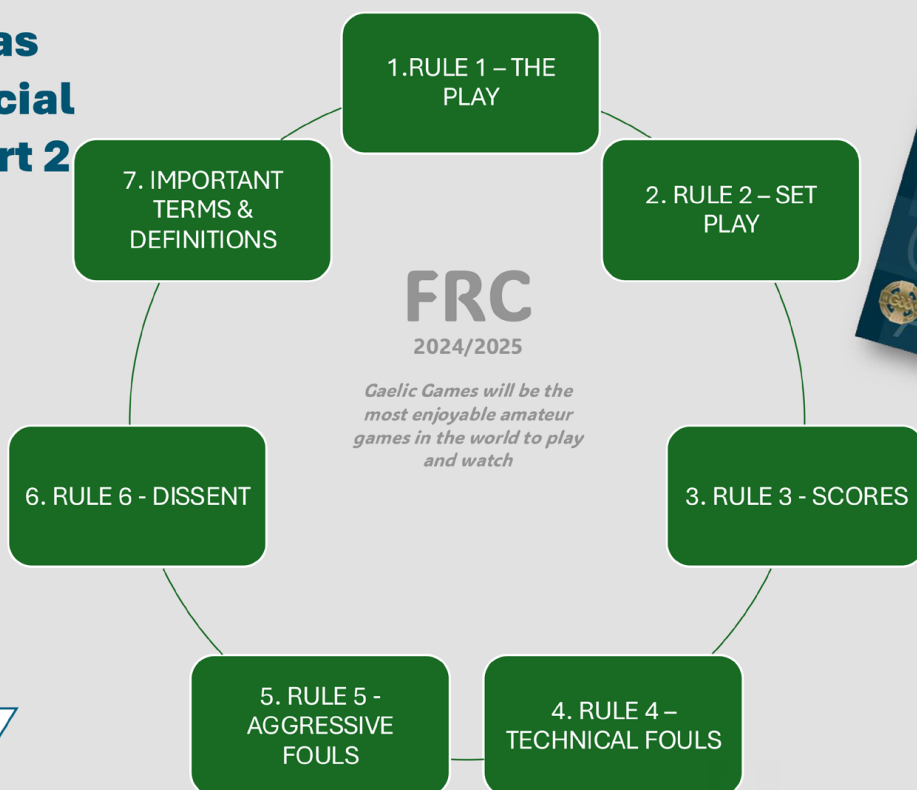 as
cial
rt 2
1.RULE 1 – THE
PLAY
2. RULE 2 – SET
PLAY
3. RULE 3 - SCORES
4. RULE 4 –
TECHNICAL FOULS
5. RULE 5 -
AGGRESSIVE
FOULS
6. RULE 6 - DISSENT
7. IMPORTANT
TERMS &
DEFINITIONS
FRC
2024/2025
Gaelic Games will be the
most enjoyable amateur
games in the world to play
and watch